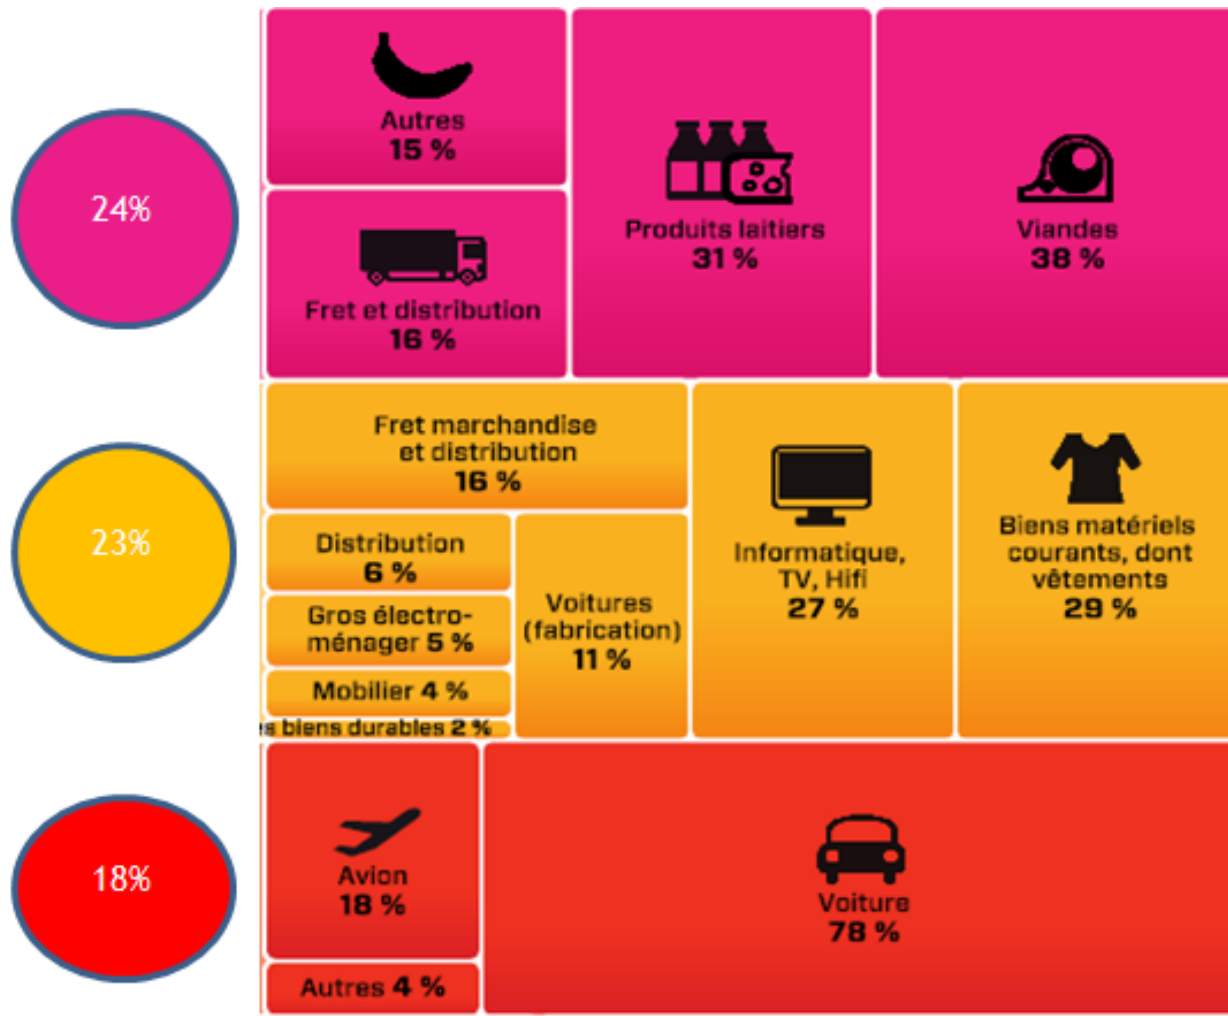 24%
Autres
15 %
Fret et distribution
16 %
Produits laitiers
31 %
Viandes
38 %
23%
Fret marchandise
et distribution
16 %
Distribution
6 %
Gros électro-
ménager 5 %
Mobilier 4 %
s biens durables 2 %
Voitures
(fabrication)
11 %
Informatique,
TV, Hifi
27 %
Biens matériels
courants, dont
vêtements
29 %
18%
Avion
18 %
Autres 4 %
Voiture
78 %